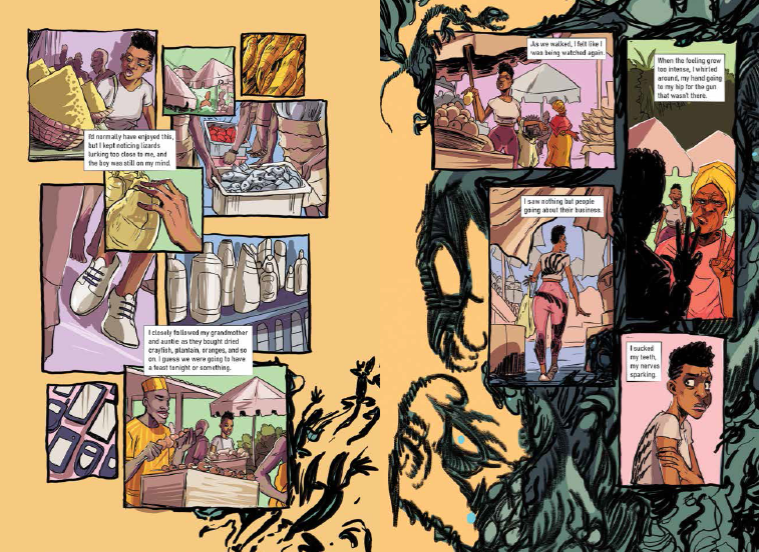 I'd normally have enjoyed this,
but I kept noticing lizards
lurking too close to me, and
the boy was still on my mind.
I closely followed my grandmother
and auntie as they bought dried
crayfish, plantain, oranges, and so
on. I guess we were going to have
a feast tonight or something.
As we walked, I felt like I
was being watched again.
When the feeling grew
too intense, I whirled
around, my hand going
to my hip for the gun
that wasn't there.
I saw nothing but people
going about their business.
I sucked
my teeth,
my nerves
sparking.